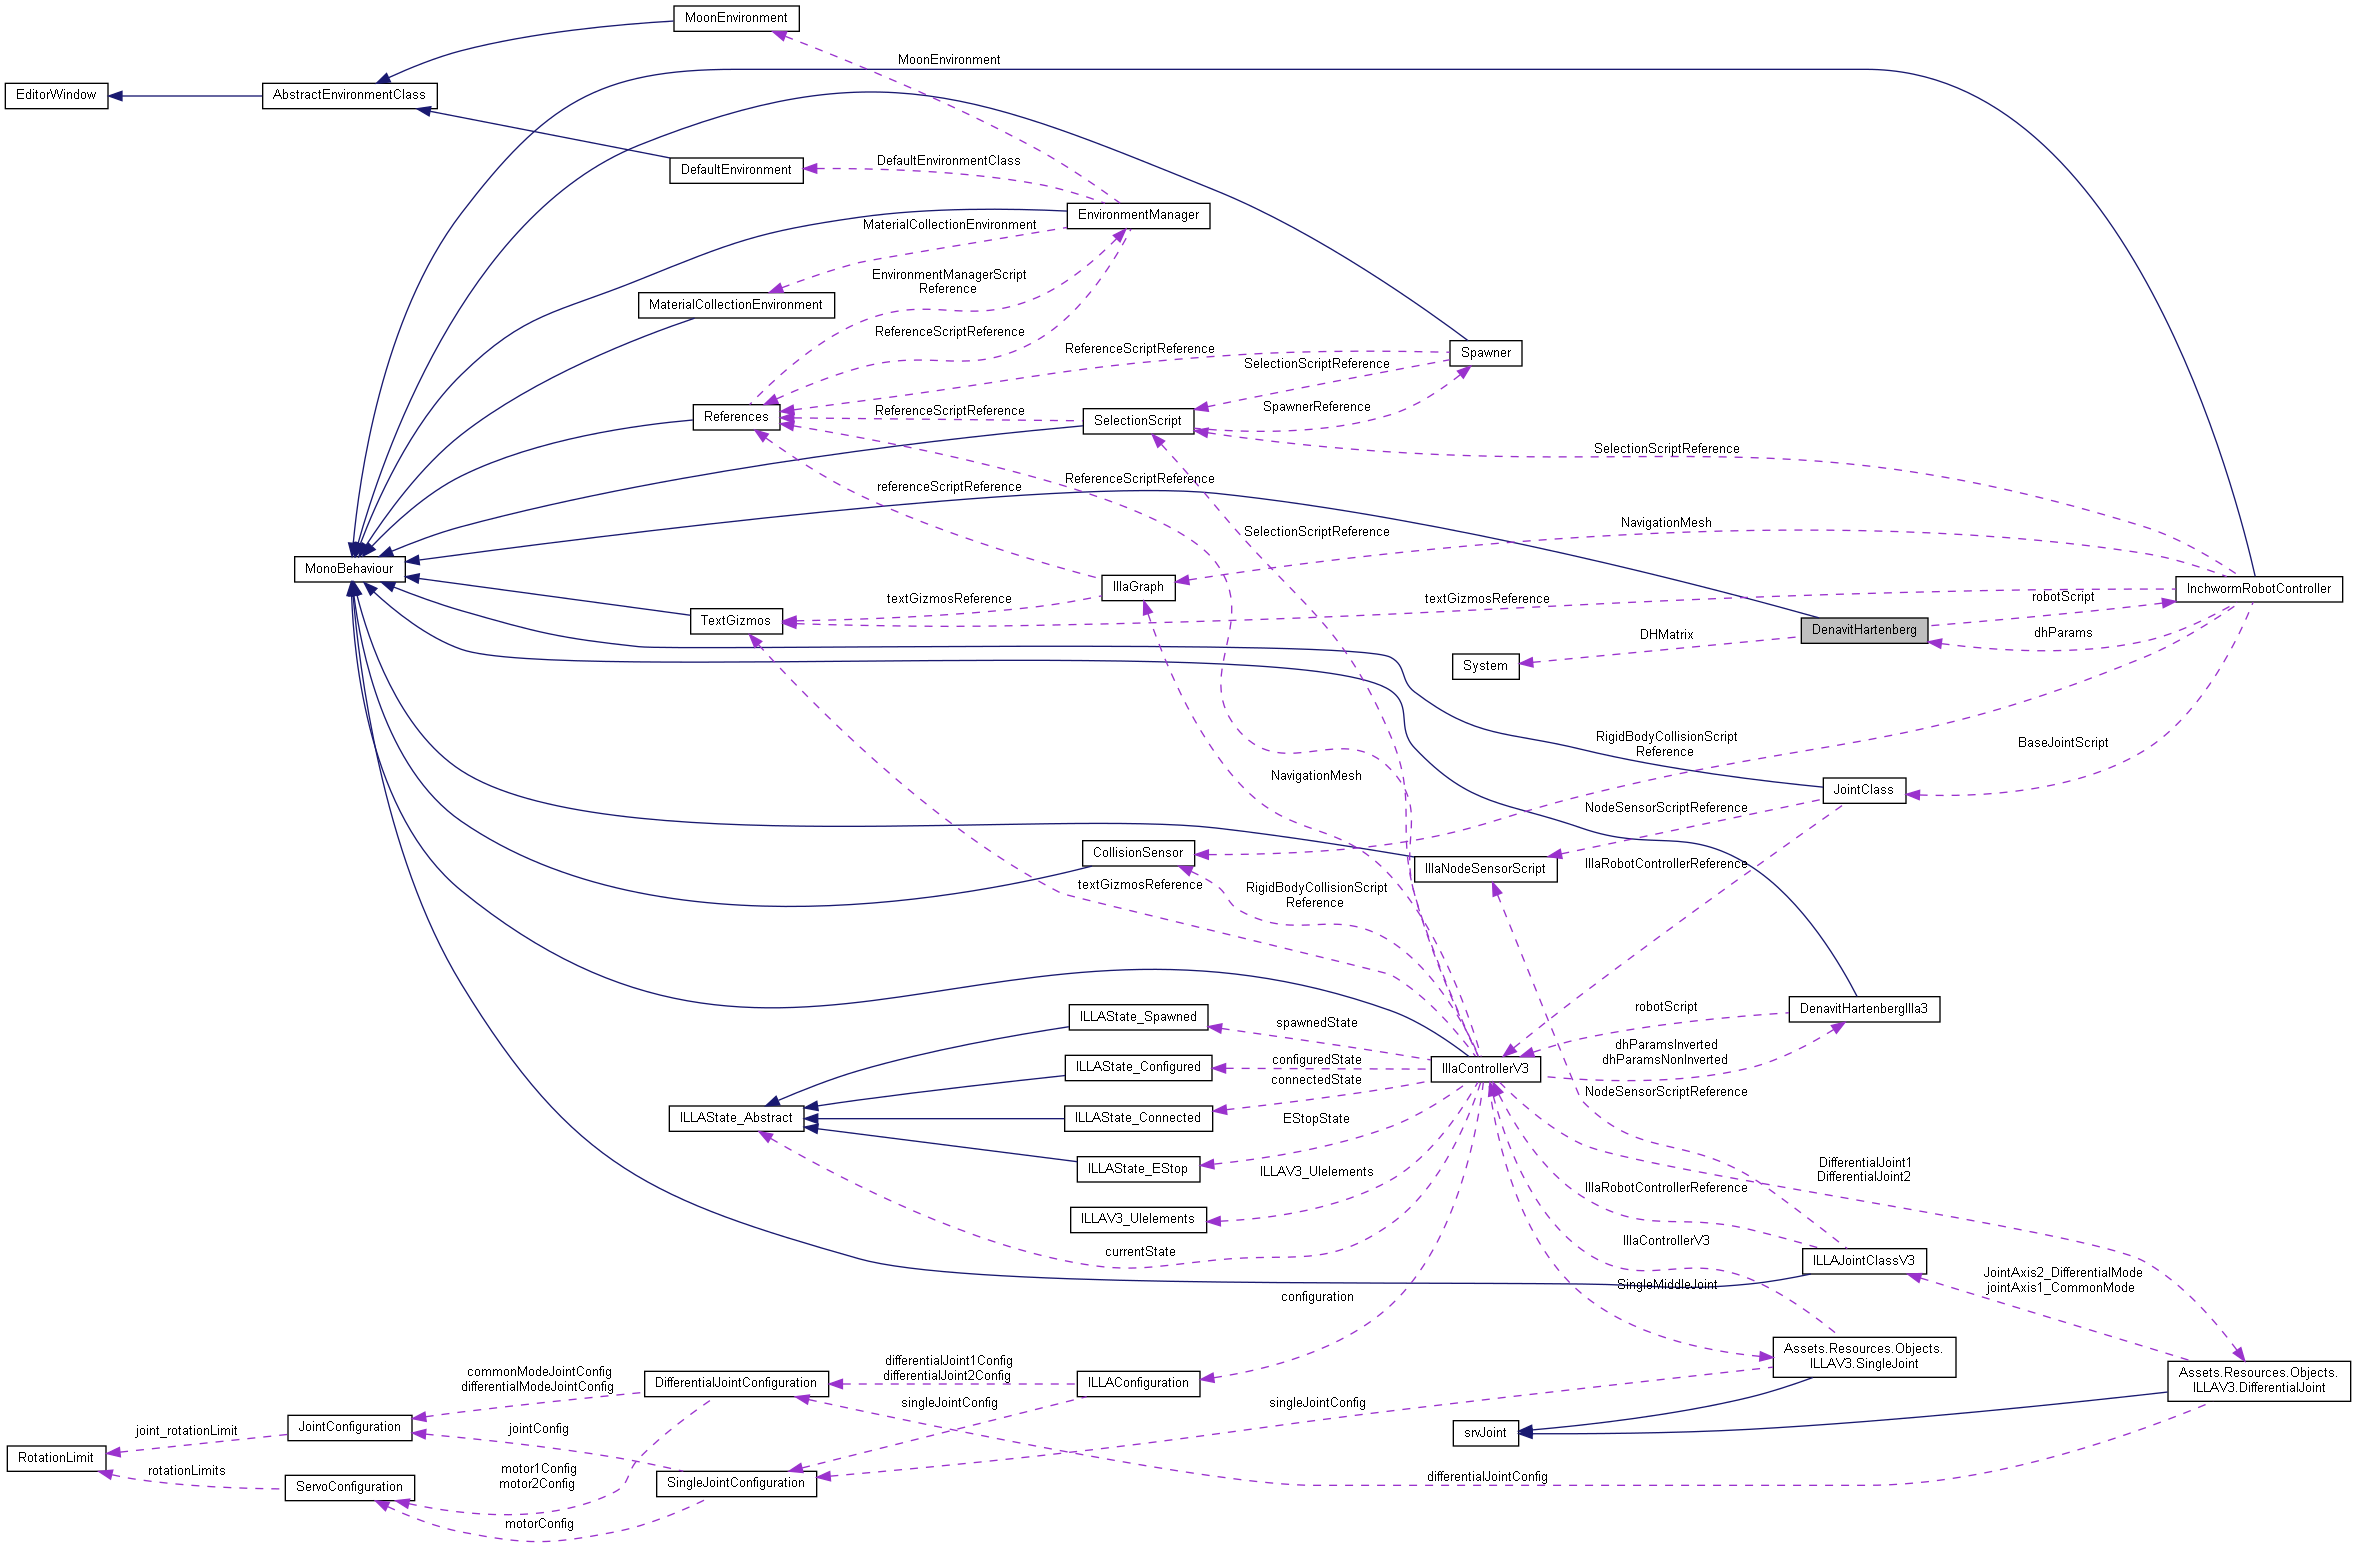 MoonEnvironment
MoonEnvironment
EditorWindow
AbstractEnvironmentClass
DefaultEnvironmentClass
DefaultEnvironment
EnvironmentManager
MaterialCollectionEnvironment
EnvironmentManagerScript
Reference
MaterialCollectionEnvironment
ReferenceScriptReference
ReferenceScriptReference
Spawner
SelectionScriptReference
SpawnerReference
References
ReferenceScriptReference
SelectionScript
SelectionScriptReference
ReferenceScriptReference
referenceScriptReference
NavigationMesh
SelectionScriptReference
MonoBehaviour
IllaGraph
InchwormRobotController
textGizmosReference
textGizmosReference
robotScript
TextGizmos
DenavitHartenberg
DHMatrix
dhParams
System
RigidBodyCollisionScript
Reference
BaseJointScript
NavigationMesh
JointClass
NodeSensorScriptReference
CollisionSensor
IllaNodeSensorScript
IllaRobotControllerReference
textGizmosReference
RigidBodyCollisionScript
Reference
ILLAState_Spawned
spawnedState
robotScript
DenavitHartenbergIlla3
dhParamsInverted
dhParamsNonInverted
ILLAState_Configured
configuredState
IllaControllerV3
connectedState
NodeSensorScriptReference
ILLAState_Abstract
ILLAState_Connected
EStopState
ILLAState_EStop
ILLAV3_UIelements
DifferentialJoint1
DifferentialJoint2
IllaRobotControllerReference
ILLAV3_UIelements
currentState
IllaControllerV3
ILLAJointClassV3
SingleMiddleJoint
JointAxis2_DifferentialMode
jointAxis1_CommonMode
configuration
Assets.Resources.Objects.
ILLAV3.SingleJoint
commonModeJointConfig
differentialModeJointConfig
DifferentialJointConfiguration
differentialJoint1Config
differentialJoint2Config
ILLAConfiguration
Assets.Resources.Objects.
ILLAV3.DifferentialJoint
singleJointConfig
singleJointConfig
joint_rotationLimit
JointConfiguration
jointConfig
srvJoint
RotationLimit
rotationLimits
motor1Config
motor2Config
ServoConfiguration
SingleJointConfiguration
differentialJointConfig
motorConfig